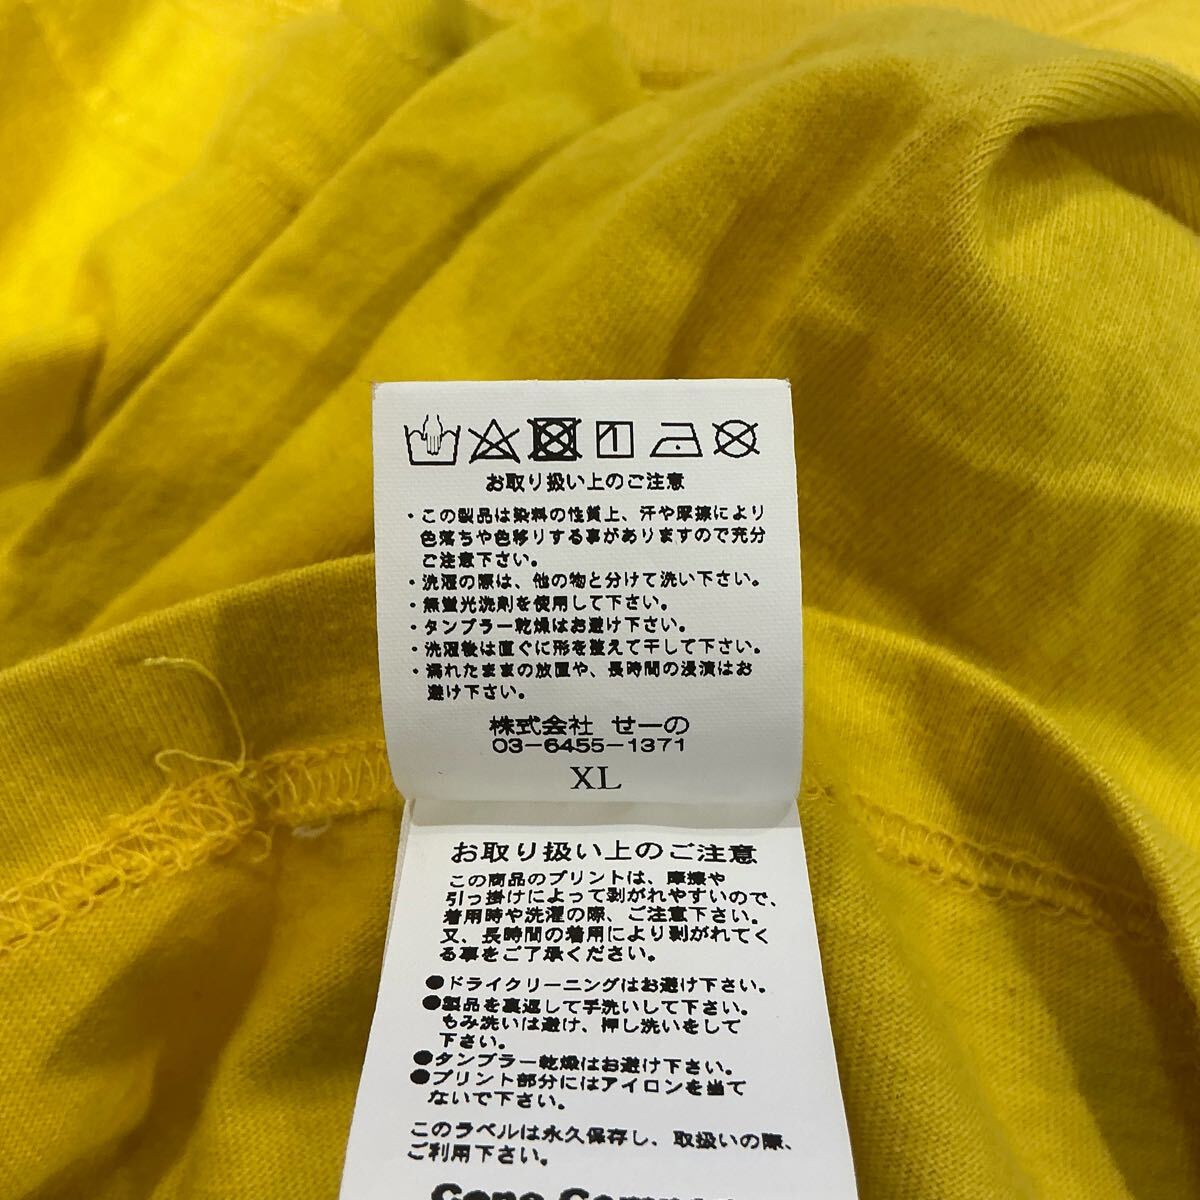 お取り扱い上のご注意
・この製品は染料の性質上、汗や摩擦により
色落ちや色移りする事がありますので充分
ご注意下さい。
・洗濯の際は、他の物と分けて洗い下さい。
・無蛍光洗剤を使用して下さい。
・タンブラー乾燥はお避け下さい。
・洗濯後は直ぐに形を整えて干して下さい。
・濡れたままの放置や、長時間の浸漬はお
避け下さい。
株式会社 せーの
03-6455-1371
XL
お取り扱い上のご注意
この商品のプリントは、摩擦や
引っ掛けによって剥がれやすいので、
着用時や洗濯の際、ご注意下さい。
又、長時間の着用により剥がれてく
る事をご了承ください。
●ドライクリーニングはお避け下さい。
●製品を裏返して手洗いして下さい。
もみ洗いは避け、押し洗いをして
下さい。
●タンブラー乾燥はお避け下さい。
●プリント部分にはアイロンを当て
ないで下さい。
このラベルは永久保存し、取扱いの際、
ご利用下さい。